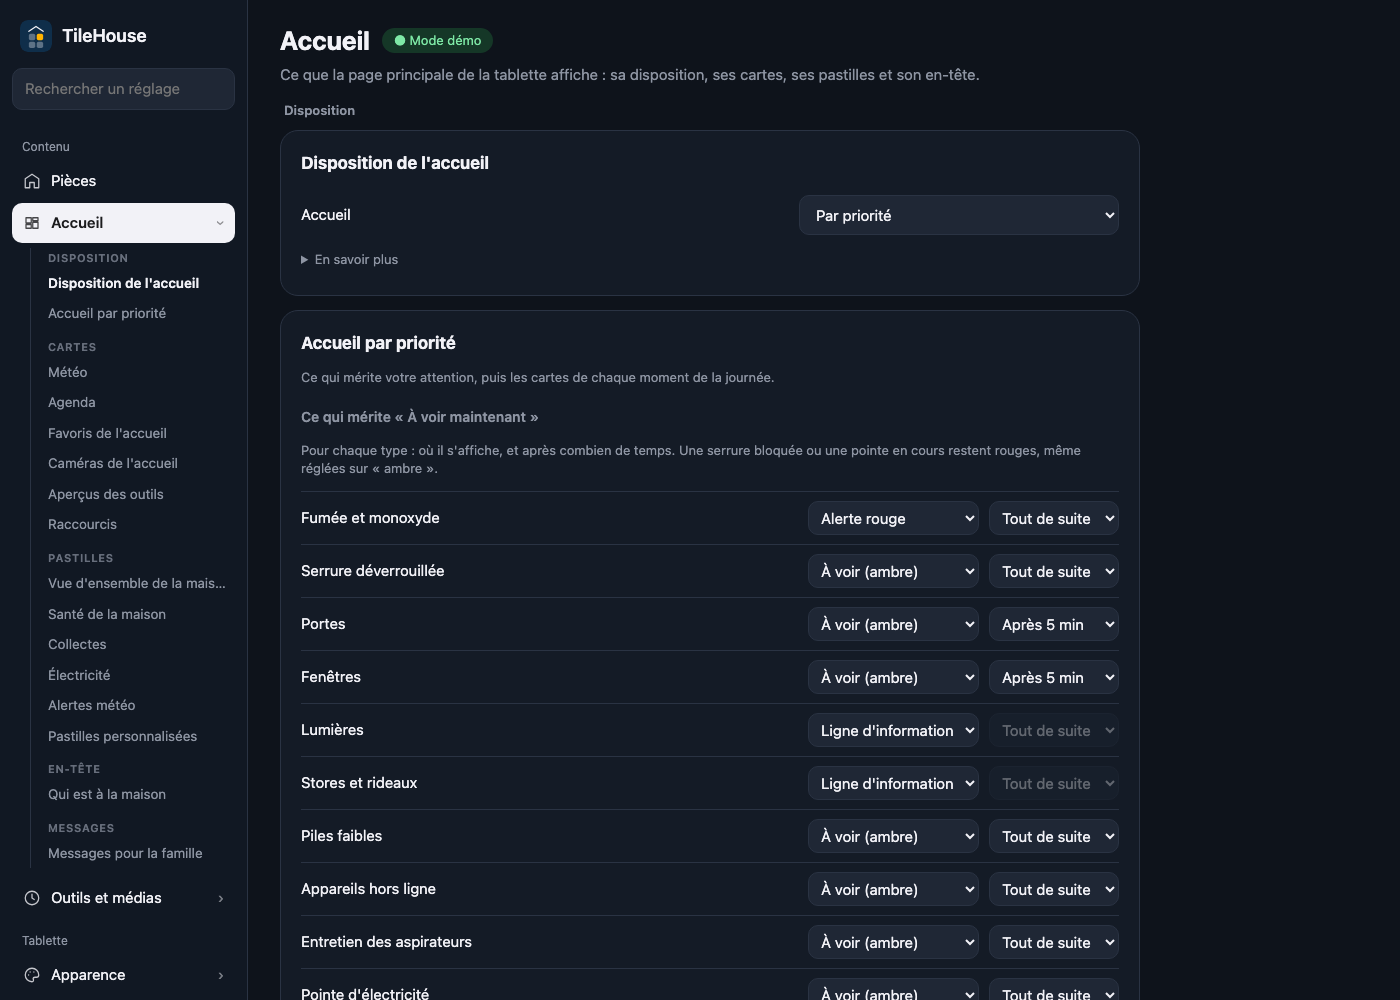 TileHouse
Rechercher un réglage
Contenu
Pièces
Accueil
DISPOSITION
Disposition de l'accueil
Accueil par priorité
CARTES
Météo
Agenda
Favoris de l'accueil
Caméras de l'accueil
Aperçus des outils
Raccourcis
PASTILLES
Vue d'ensemble de la mais...
Santé de la maison
Collectes
Électricité
Alertes météo
Pastilles personnalisées
EN-TÊTE
Qui est à la maison
MESSAGES
Messages pour la famille
Outils et médias
Tablette
Apparence
Accueil Mode démo
Ce que la page principale de la tablette affiche : sa disposition, ses cartes, ses pastilles et son en-tête.
Disposition
Disposition de l'accueil
Accueil Par priorité
En savoir plus
Accueil par priorité
Ce qui mérite votre attention, puis les cartes de chaque moment de la journée.
Ce qui mérite « À voir maintenant »
Pour chaque type : où il s'affiche, et après combien de temps. Une serrure bloquée ou une pointe en cours restent rouges, même
réglées sur « ambre ».
Fumée et monoxyde Alerte rouge Tout de suite
Serrure déverrouillée À voir (ambre) Tout de suite
Portes À voir (ambre) Après 5 min
Fenêtres À voir (ambre) Après 5 min
Lumières Ligne d'information Tout de suite
Stores et rideaux Ligne d'information Tout de suite
Piles faibles À voir (ambre) Tout de suite
Appareils hors ligne À voir (ambre) Tout de suite
Entretien des aspirateurs À voir (ambre) Tout de suite
Pointe d'électricité À voir (ambre) Tout de suite